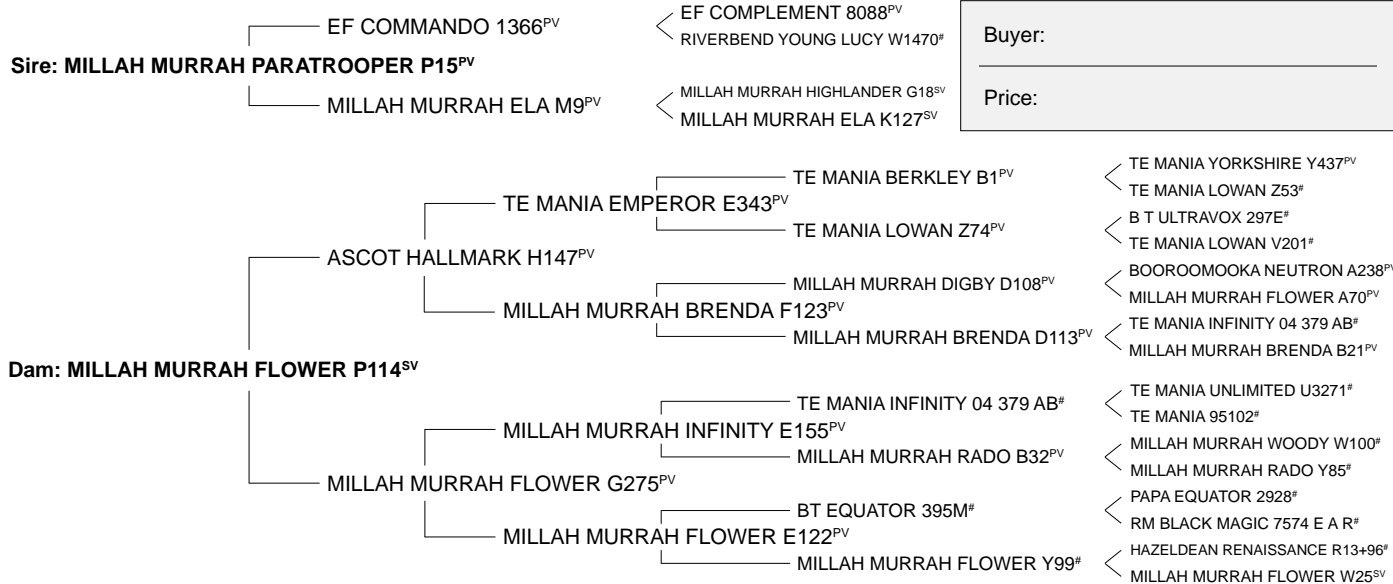 EF COMPLEMENT 8088PV
EF COMMANDO 1366PV
RIVERBEND YOUNG LUCY W1470#
Buyer:
Sire: MILLAH MURRAH PARATROOPER P15PV
MILLAH MURRAH HIGHLANDER G18SV
Price:
MILLAH MURRAH ELA M9PV
MILLAH MURRAH ELA K127SV
TE MANIA YORKSHIRE Y437PV
TE MANIA BERKLEY B1PV
TE MANIA LOWAN Z53#
TE MANIA EMPEROR E343PV
B T ULTRAVOX 297E#
TE MANIA LOWAN Z74PV
TE MANIA LOWAN V201#
ASCOT HALLMARK H147PV
BOOROOMOOKA NEUTRON A238PV
MILLAH MURRAH DIGBY D108PV
MILLAH MURRAH FLOWER A70PV
MILLAH MURRAH BRENDA F123PV
TE MANIA INFINITY 04 379 AB#
MILLAH MURRAH BRENDA D113PV
MILLAH MURRAH BRENDA B21PV
Dam: MILLAH MURRAH FLOWER P114SV
TE MANIA UNLIMITED U3271#
TE MANIA INFINITY 04 379 AB#
TE MANIA 95102#
MILLAH MURRAH INFINITY E155PV
MILLAH MURRAH WOODY W100#
MILLAH MURRAH RADO B32PV
MILLAH MURRAH RADO Y85#
MILLAH MURRAH FLOWER G275PV
PAPA EQUATOR 2928#
BT EQUATOR 395M#
RM BLACK MAGIC 7574 E A R#
MILLAH MURRAH FLOWER E122PV
HAZELDEAN RENAISSANCE R13+96#
MILLAH MURRAH FLOWER Y99#
MILLAH MURRAH FLOWER W25SV